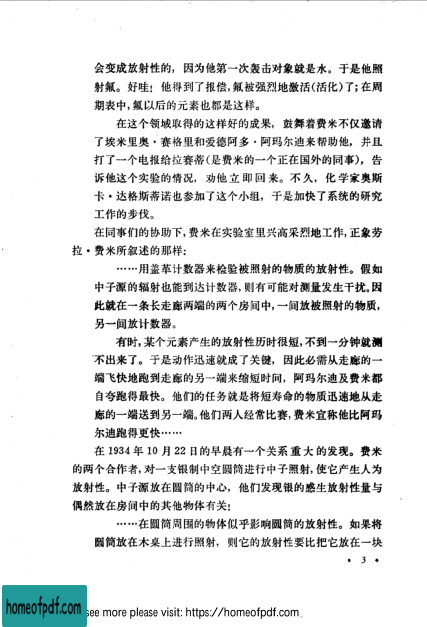 会变成放射性的，因为他第一次轰击对象就是水。于是他照
射氟。好哇！他得到了报偿，氟被强烈地激活(活化)了；在周
期表中，氟以后的元素也都是这样。
在这个领域取得的这样好的成果，鼓舞着费米不仅邀请
了埃米里奥·赛格里和爱德阿多·阿玛尔迪来帮助他，并且
打了一个电报给拉赛蒂(是费米的一个正在国外的同事)，告
诉他这个实验的情况，劝他立即回来。不久，化学家奥斯
卡·达格斯蒂诺也参加了这个小组，于是加快了系统的研究
工作的步伐。
在同事们的协助下，费米在实验室里兴高采烈地工作，正象劳
拉·费米所叙述的那样：
……用盖革计数器来检验被照射的物质的放射性。假如
中子源的辐射也能到达计数器，则有可能对测量发生干扰。因
此就在一条长走廊两端的两个房间中，一间放被照射的物质，
另一间放计数器。
有时，某个元素产生的放射性历时很短，不到一分钟就测
不出来了。于是动作迅速就成了关键，因此必需从走廊的一
端飞快地跑到走廊的另一端来缩短时间，阿玛尔迪及费米都
自夸跑得最快。他们的任务就是将短寿命的物质迅速地从走
廊的一端送到另一端。他们两人经常比赛，费米宣称他比阿玛
尔迪跑得更快……
在1934年10月22日的早晨有一个关系重大的发现。费米
的两个合作者，对一支银制中空圆筒进行中子照射，使它产生人为
放射性。中子源放在圆筒的中心，他们发现银的感生放射性量与
偶然放在房间中的其他物体有关：
……在圆筒周围的物体似乎影响圆筒的放射性。如果将
圆筒放在木桌上进行照射，则它的放射性要比把它放在一块
· 3 ·
homeofpdf.com
see more please visit: https://homeofpdf.com